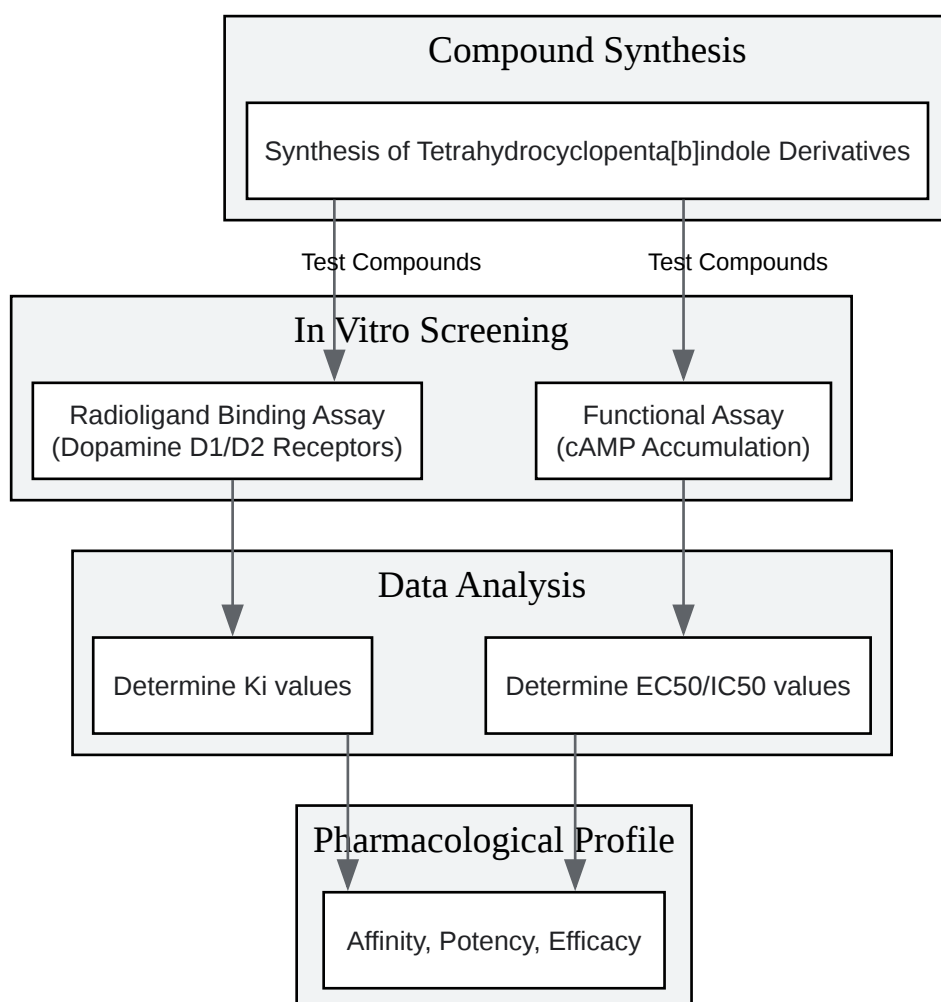 Compound Synthesis
Synthesis of Tetrahydrocyclopenta[b]indole Derivatives
Test Compounds
Test Compounds
In Vitro Screening
Radioligand Binding Assay
(Dopamine D1/D2 Receptors)
Functional Assay
(cAMP Accumulation)
Data Analysis
Determine Ki values
Determine EC50/IC50 values
Pharmacological Profile
Affinity, Potency, Efficacy